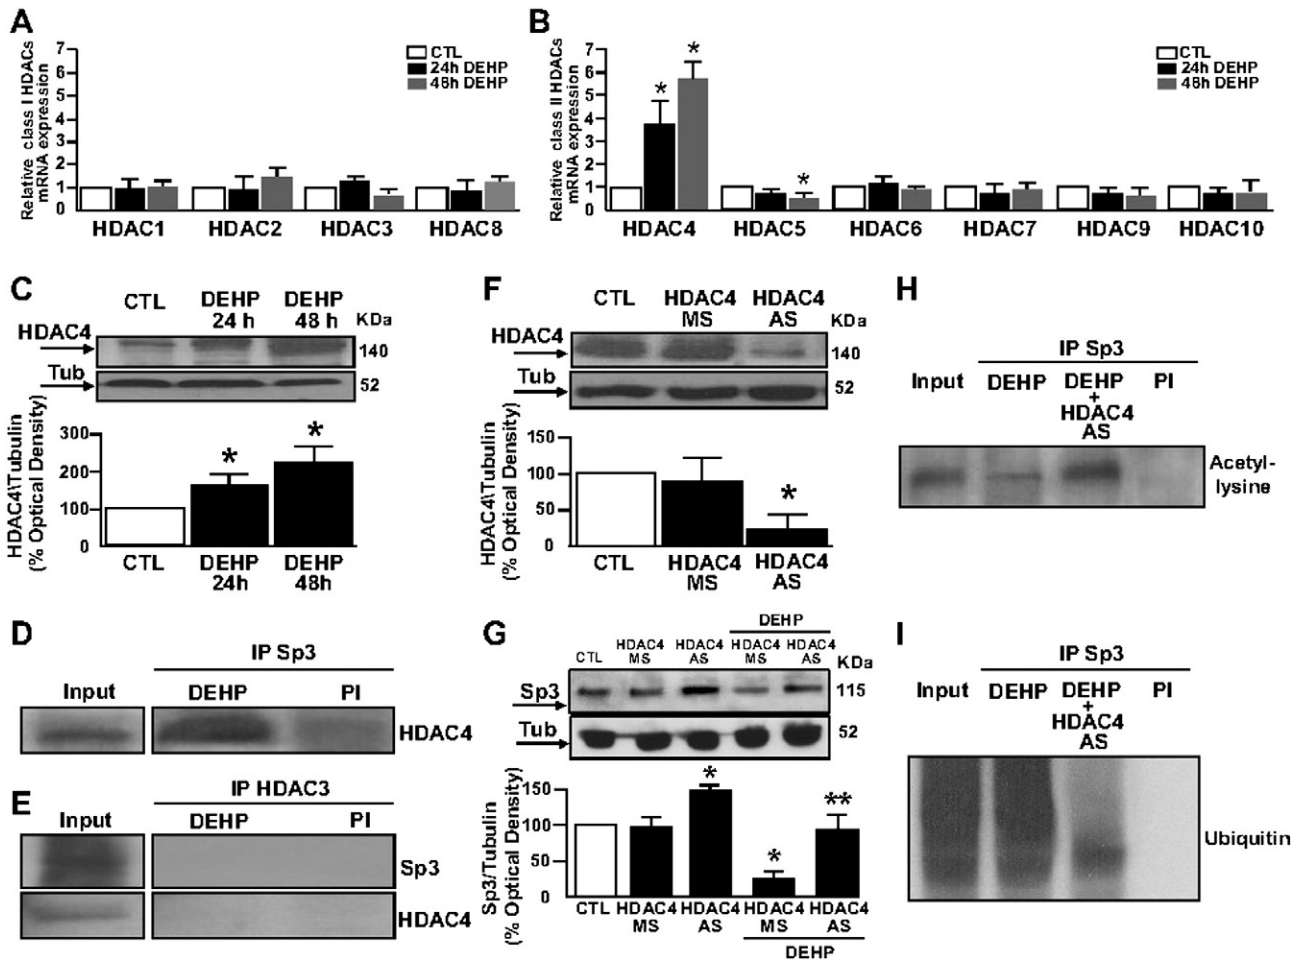 A
Relative class I HDACs
mRNA expression
7
6
5
4
3
2
1
0
CTL
24h DEHP
48h DEHP
HDAC1 HDAC2 HDAC3 HDAC8
B
Relative class II HDACs
mRNA expression
7
6
5
4
3
2
1
0
CTL
24h DEHP
48h DEHP
* * *
HDAC4 HDAC5 HDAC6 HDAC7 HDAC9 HDAC10
C
CTL DEHP DEHP
24 h 48 h KDa
HDAC4 140
Tub 52
HDAC4\Tubulin
(% Optical Density)
300
200
100
0
* *
CTL DEHP DEHP
24h 48h
F
CTL HDAC4 HDAC4
MS AS KDa
HDAC4 140
Tub 52
HDAC4\Tubulin
(% Optical Density)
150
100
50
0
*
CTL HDAC4 HDAC4
MS AS
H
IP Sp3
Input DEHP DEHP PI
+
HDAC4
AS
Acetyl-
lysine
D
IP Sp3
Input DEHP PI
HDAC4
E
IP HDAC3
Input DEHP PI
Sp3
HDAC4
G
DEHP
CTL HDAC4 HDAC4 HDAC4 HDAC4
MS AS MS AS KDa
Sp3 115
Tub 52
Sp3/Tubulin
(% Optical Density)
150
100
50
0
* * **
CTL HDAC4 HDAC4 HDAC4 HDAC4
MS AS MS AS
DEHP
I
IP Sp3
Input DEHP DEHP PI
+
HDAC4
AS
Ubiquitin